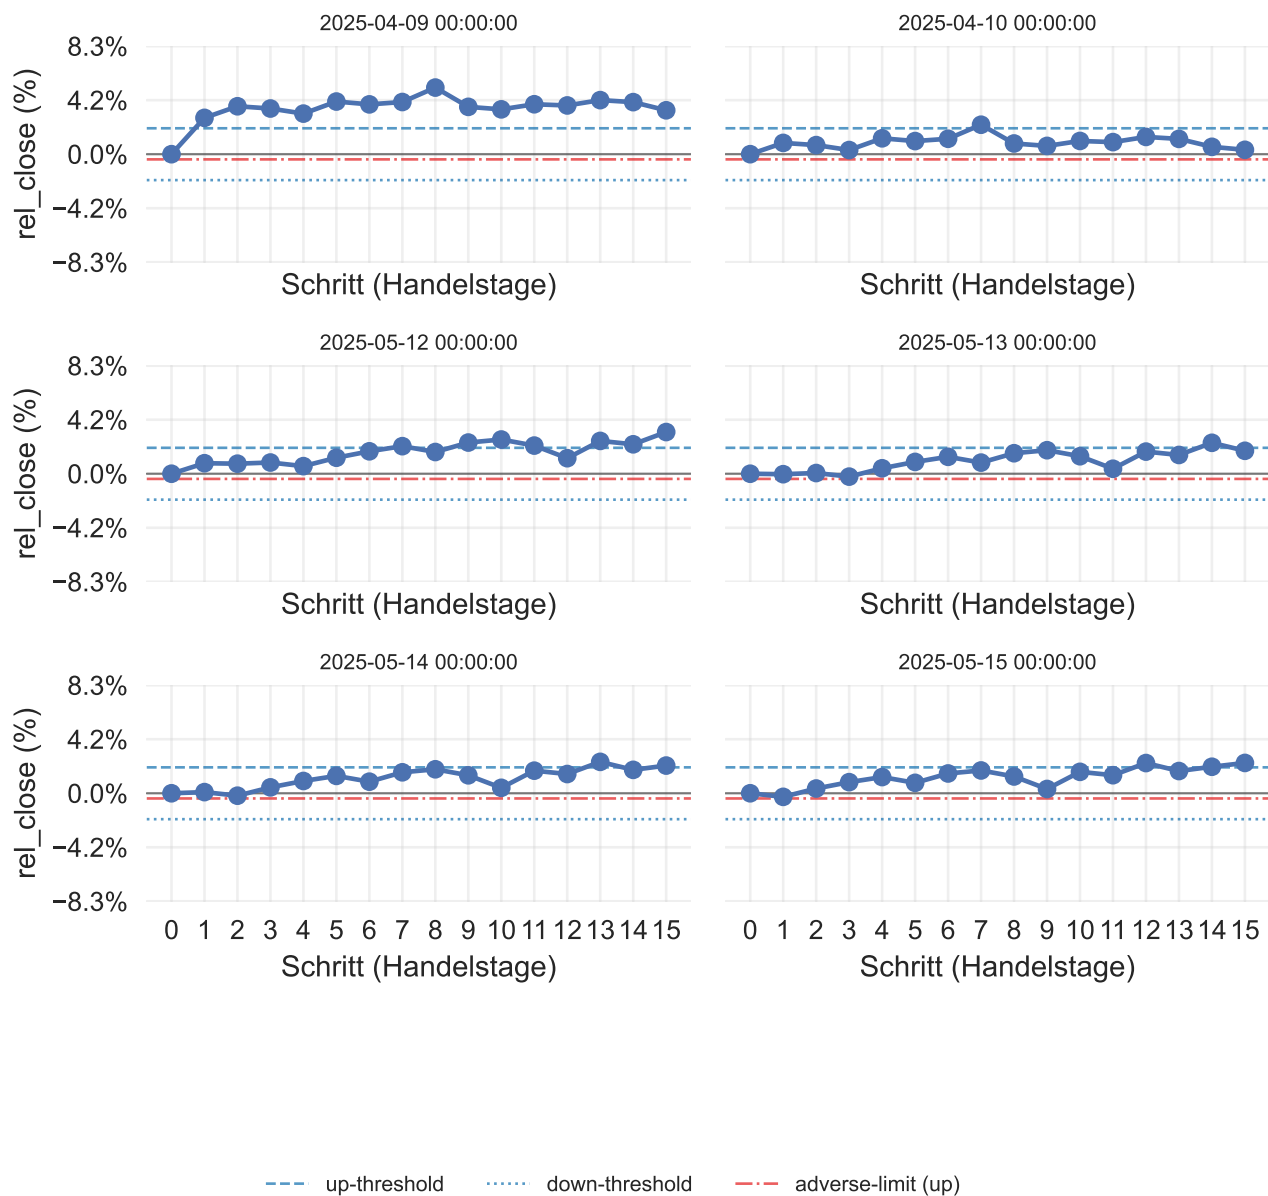 2025-04-09 00:00:00
8.3%
4.2%
0.0%
−4.2%
−8.3%
rel_close (%)
Schritt (Handelstage)
2025-04-10 00:00:00
Schritt (Handelstage)
2025-05-12 00:00:00
8.3%
4.2%
0.0%
−4.2%
−8.3%
rel_close (%)
Schritt (Handelstage)
2025-05-13 00:00:00
Schritt (Handelstage)
2025-05-14 00:00:00
8.3%
4.2%
0.0%
−4.2%
−8.3%
rel_close (%)
0 1 2 3 4 5 6 7 8 9 10 11 12 13 14 15
Schritt (Handelstage)
2025-05-15 00:00:00
0 1 2 3 4 5 6 7 8 9 10 11 12 13 14 15
Schritt (Handelstage)
up-threshold
down-threshold
adverse-limit (up)